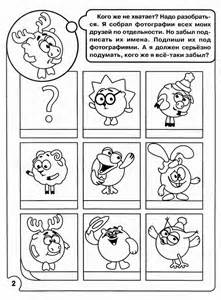 Кого же не хватает? Надо разобрать-
ся. Я собрал фотографии всех моих
друзей по отдельности. Но забыл под-
писать их имена. Подпиши их под
фотографиями. А я должен серьёзно
подумать, кого же я всё-таки забыл?
?
2